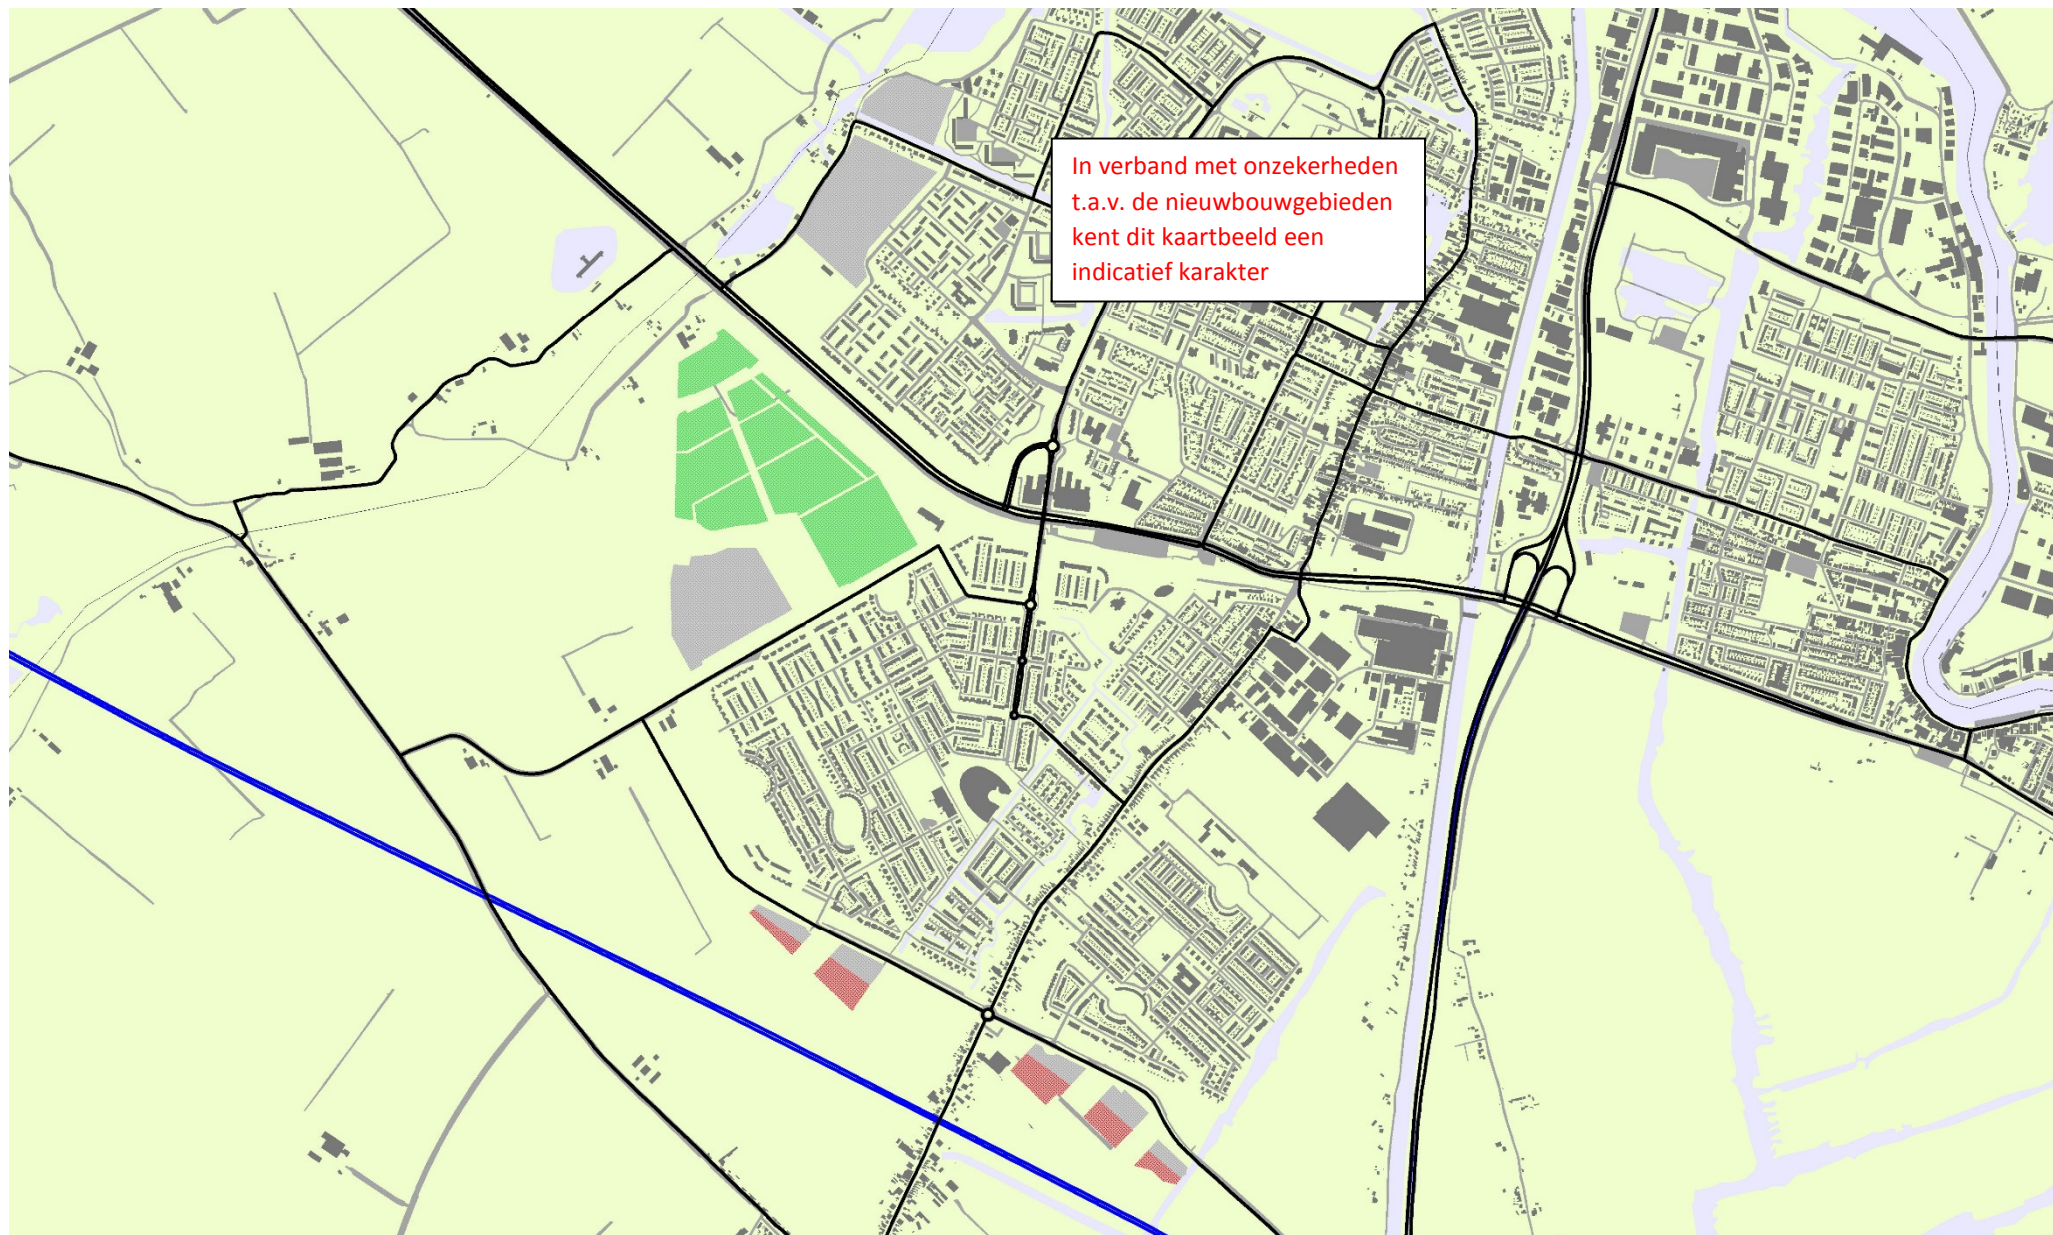 In verband met onzekerheden
t.a.v. de nieuwbouwgebieden
kent dit kaartbeeld een
indicatief karakter